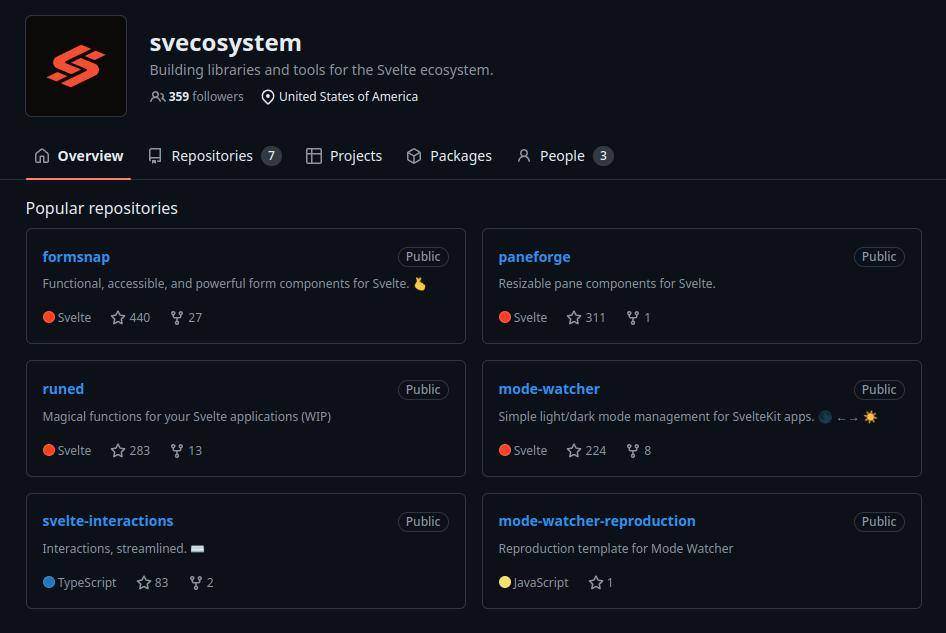 svecosystem
Building libraries and tools for the Svelte ecosystem.
359 followers United States of America
Overview Repositories 7 Projects Packages People 3
Popular repositories
formsnap Public
Functional, accessible, and powerful form components for Svelte. 🫰
Svelte 440 27
paneforge Public
Resizable pane components for Svelte.
Svelte 311 1
runed Public
Magical functions for your Svelte applications (WIP)
Svelte 283 13
mode-watcher Public
Simple light/dark mode management for SvelteKit apps. 🌑 ←→ ☀️
Svelte 224 8
svelte-interactions Public
Interactions, streamlined. ⌨️
TypeScript 83 2
mode-watcher-reproduction Public
Reproduction template for Mode Watcher
JavaScript 1